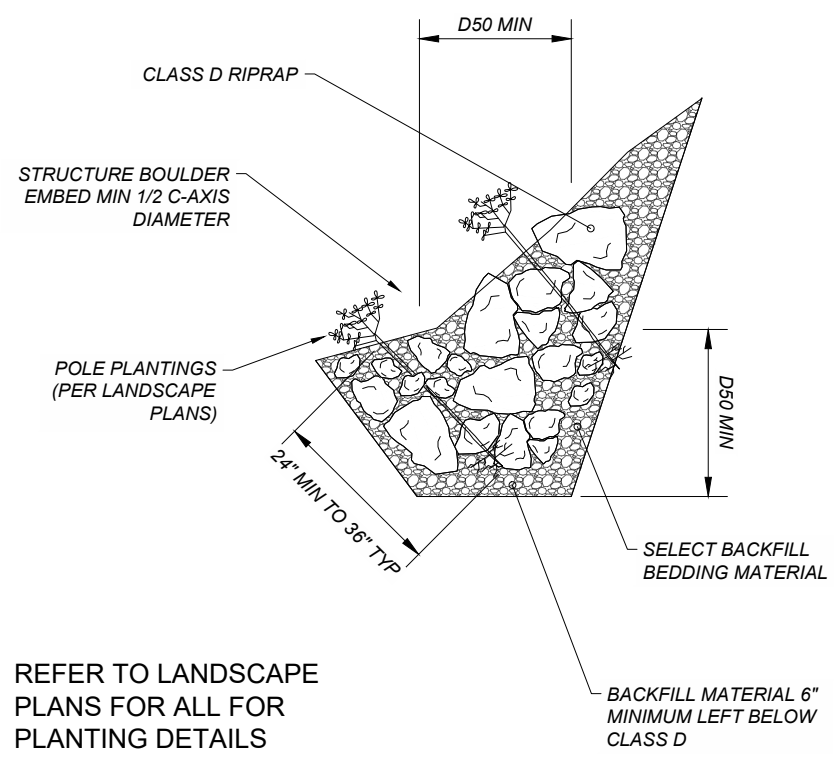 D50 MIN
CLASS D RIPRAP
STRUCTURE BOULDER
EMBED MIN 1/2 C-AXIS
DIAMETER
POLE PLANTINGS
(PER LANDSCAPE
PLANS)
D50 MIN
24" MIN TO 36" TYP
SELECT BACKFILL
BEDDING MATERIAL
BACKFILL MATERIAL 6"
MINIMUM LEFT BELOW
CLASS D
REFER TO LANDSCAPE
PLANS FOR ALL FOR
PLANTING DETAILS